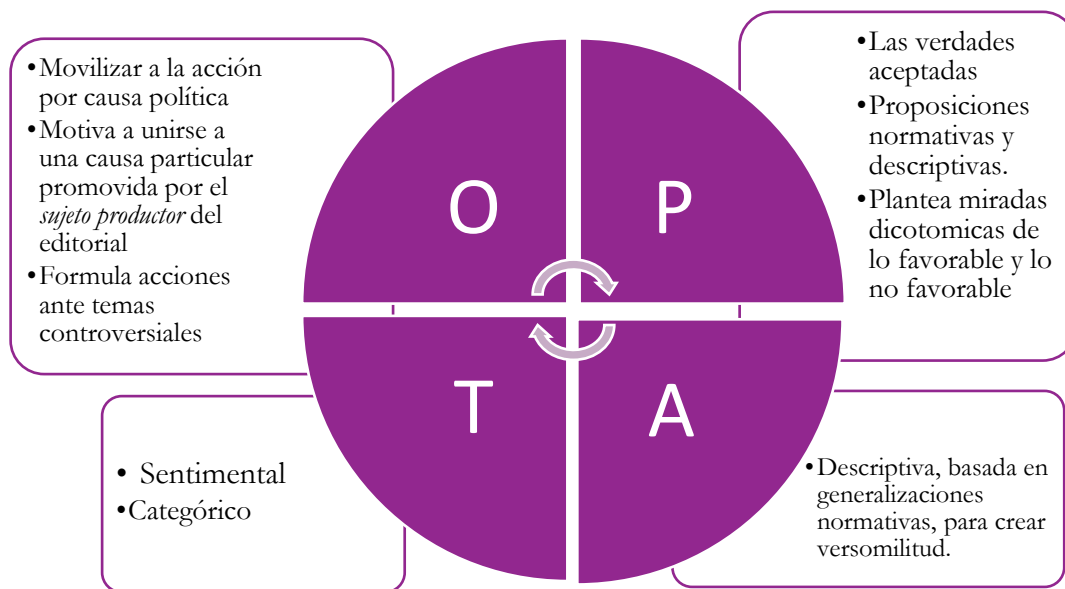 •Movilizar a la acción
por causa política
•Motiva a unirse a
una causa particular
promovida por el
sujeto productor del
editorial
•Formula acciones
ante temas
controversiales
O
P
•Las verdades
aceptadas
•Proposiciones
normativas y
descriptivas.
•Plantea miradas
dicotomicas de
lo favorable y lo
no favorable
• Sentimental
•Categórico
T
A
•Descriptiva, basada en
generalizaciones
normativas, para crear
versomilitud.